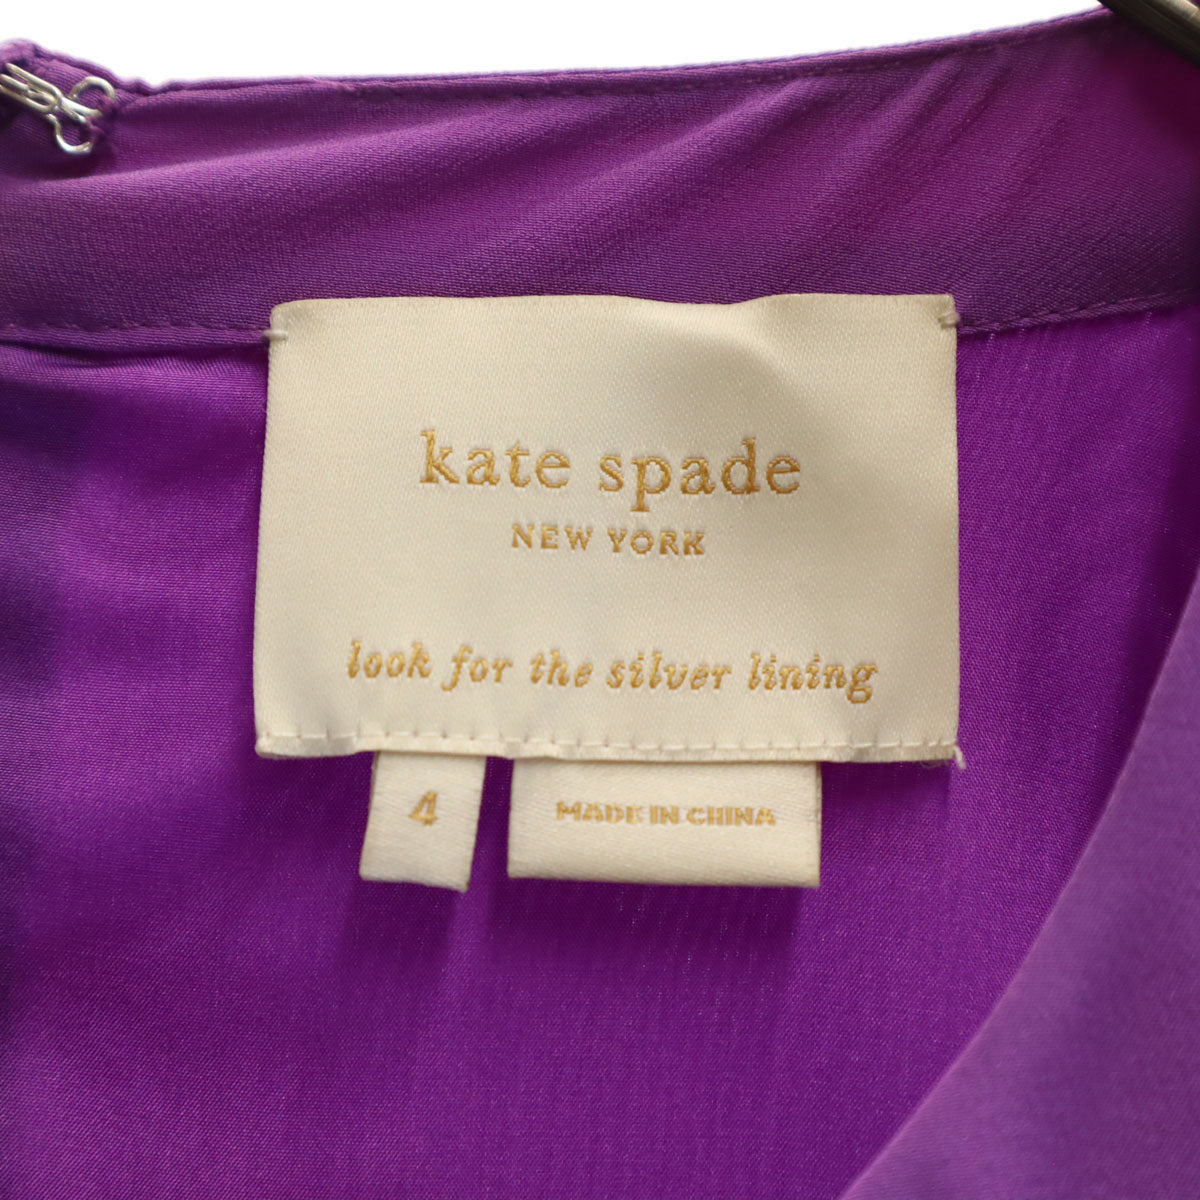 kate spade
NEW YORK
look for the silver lining
4
MADE IN CHINA